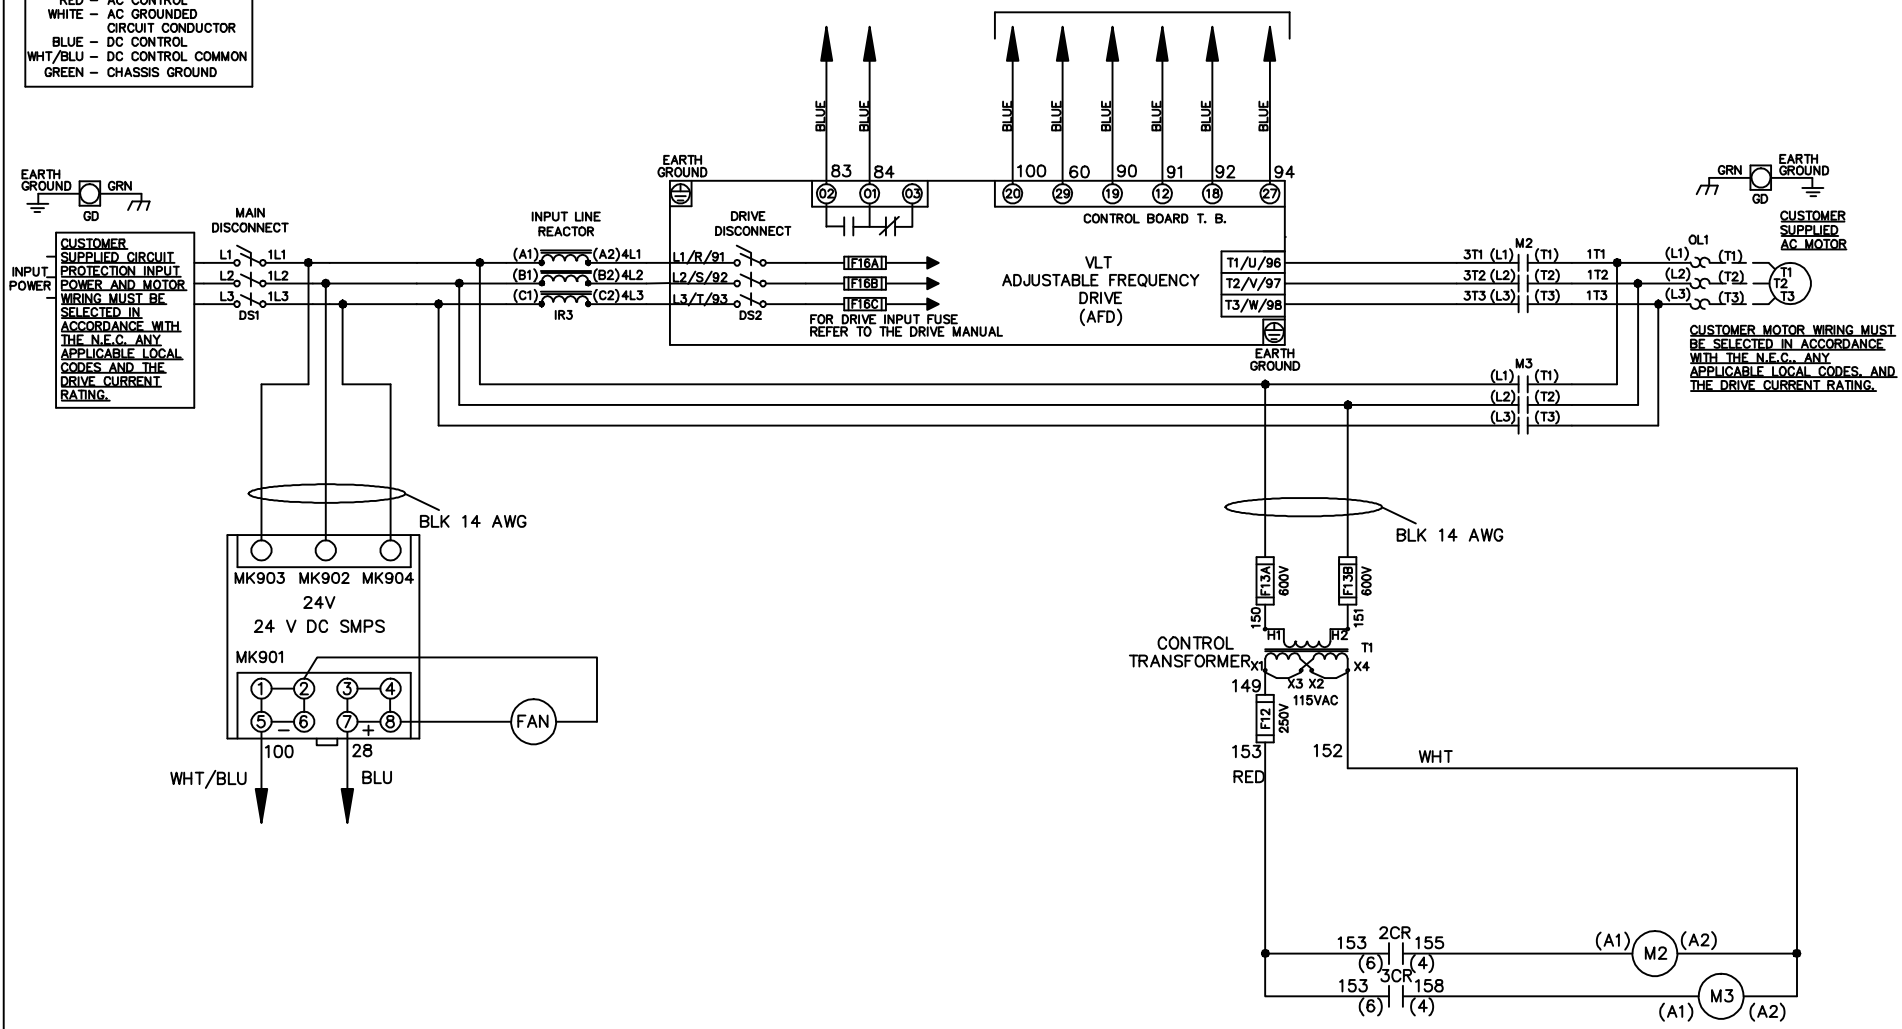 RED – AC CONTROL
WHITE – AC GROUNDED
CIRCUIT CONDUCTOR
BLUE – DC CONTROL
WHT/BLU – DC CONTROL COMMON
GREEN – CHASSIS GROUND
BLUE
BLUE
BLUE
BLUE
BLUE
BLUE
BLUE
BLUE
83
84
100
60
90
91
92
94
02
01
03
20
29
19
12
18
27
CONTROL BOARD T. B.
EARTH
GROUND
GRN
GD
EARTH
GROUND
GRN
EARTH
GROUND
GD
MAIN
DISCONNECT
INPUT LINE
REACTOR
DRIVE
DISCONNECT
CUSTOMER
SUPPLIED
AC MOTOR
INPUT
POWER
CUSTOMER
SUPPLIED CIRCUIT
PROTECTION INPUT
POWER AND MOTOR
WIRING MUST BE
SELECTED IN
ACCORDANCE WITH
THE N.E.C. ANY
APPLICABLE LOCAL
CODES AND THE
DRIVE CURRENT
RATING.
L1 1L1
L2 1L2
L3 1L3
DS1
(A1) (A2) 4L1
(B1) (B2) 4L2
(C1) (C2) 4L3
IR3
L1/R/91
L2/S/92
L3/T/93
DS2
F16A
F16B
F16C
FOR DRIVE INPUT FUSE
REFER TO THE DRIVE MANUAL
VLT
ADJUSTABLE FREQUENCY
DRIVE
(AFD)
T1/U/96
T2/V/97
T3/W/98
EARTH
GROUND
M2
3T1 (L1) (T1) 1T1
3T2 (L2) (T2) 1T2
3T3 (L3) (T3) 1T3
OL1
(L1) (T1)
(L2) (T2)
(L3) (T3)
T1
T2
T3
CUSTOMER MOTOR WIRING MUST
BE SELECTED IN ACCORDANCE
WITH THE N.E.C., ANY
APPLICABLE LOCAL CODES, AND
THE DRIVE CURRENT RATING.
M3
(L1) (T1)
(L2) (T2)
(L3) (T3)
BLK 14 AWG
BLK 14 AWG
MK903 MK902 MK904
24V
24 V DC SMPS
MK901
1 2 3 4
5 6 7 8
– +
100
28
WHT/BLU
BLU
FAN
F13A
600V
F13B
600V
150
151
H1 H2
T1
CONTROL
TRANSFORMER
X1
X4
X3 X2
115VAC
149
F12
250V
153
152
RED
WHT
2CR
153 155
(6) (4)
(A1) M2 (A2)
3CR
153 158
(6) (4)
(A1) M3 (A2)